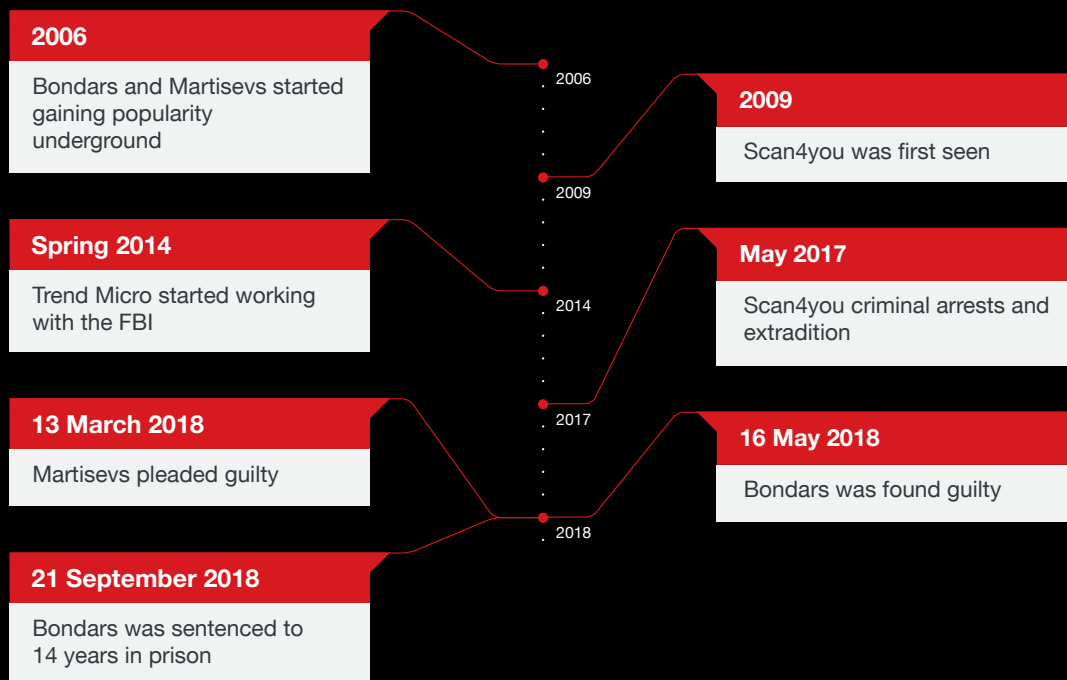 2006
Bondars and Martisevs started
gaining popularity
underground
2006
2009
Scan4you was first seen
2009
Spring 2014
Trend Micro started working
with the FBI
2014
May 2017
Scan4you criminal arrests and
extradition
2017
13 March 2018
Martisevs pleaded guilty
16 May 2018
Bondars was found guilty
2018
21 September 2018
Bondars was sentenced to
14 years in prison